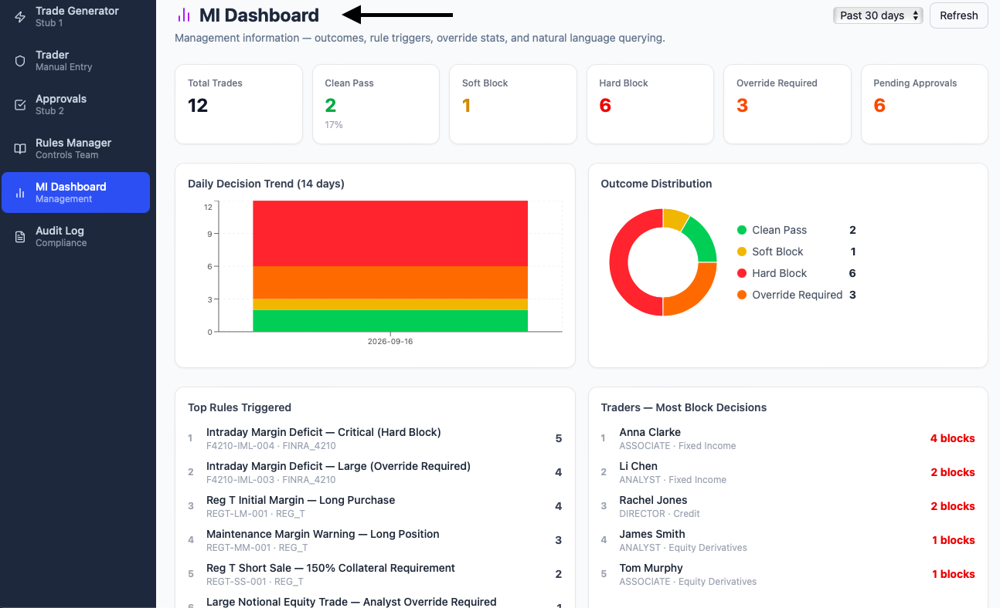 Trade Generator
Stub 1
Trader
Manual Entry
Approvals
Stub 2
Rules Manager
Controls Team
MI Dashboard
Management
Audit Log
Compliance
MI Dashboard
Past 30 days
Refresh
Management information — outcomes, rule triggers, override stats, and natural language querying.
Total Trades
12
Clean Pass
2
17%
Soft Block
1
Hard Block
6
Override Required
3
Pending Approvals
6
Daily Decision Trend (14 days)
12
9
6
3
0
2026-09-16
Outcome Distribution
Clean Pass 2
Soft Block 1
Hard Block 6
Override Required 3
Top Rules Triggered
1 Intraday Margin Deficit — Critical (Hard Block) 5
F4210-IML-004 · FINRA_4210
2 Intraday Margin Deficit — Large (Override Required) 4
F4210-IML-003 · FINRA_4210
3 Reg T Initial Margin — Long Purchase 4
REGT-LM-001 · REG_T
4 Maintenance Margin Warning — Long Position 3
REGT-MM-001 · REG_T
5 Reg T Short Sale — 150% Collateral Requirement 2
REGT-SS-001 · REG_T
Large Notional Equity Trade — Analyst Override Required
Traders — Most Block Decisions
1 Anna Clarke 4 blocks
ASSOCIATE · Fixed Income
2 Li Chen 2 blocks
ANALYST · Fixed Income
3 Rachel Jones 2 blocks
DIRECTOR · Credit
4 James Smith 1 blocks
ANALYST · Equity Derivatives
5 Tom Murphy 1 blocks
ASSOCIATE · Equity Derivatives